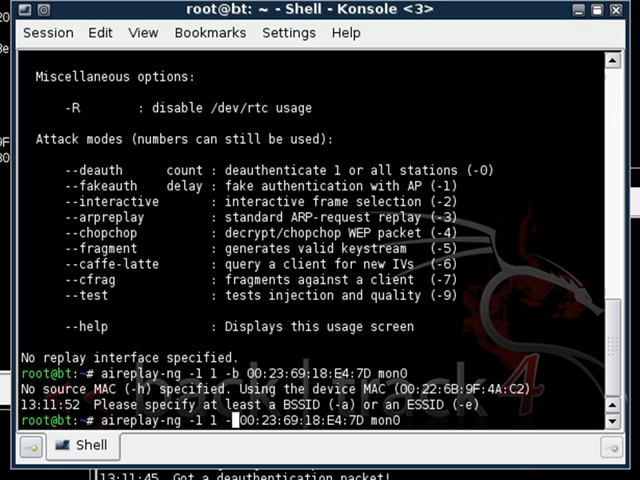 root@bt: ~ - Shell - Konsole <3>
Session Edit View Bookmarks Settings Help
Miscellaneous options:
-R : disable /dev/rtc usage
Attack modes (numbers can still be used):
--deauth count : deauthenticate 1 or all stations (-0)
--fakeauth delay : fake authentication with AP (-1)
--interactive : interactive frame selection (-2)
--arpreplay : standard ARP-request replay (-3)
--chopchop : decrypt/chopchop WEP packet (-4)
--fragment : generates valid keystream (-5)
--caffe-latte : query a client for new IVs (-6)
--cfrag : fragments against a client (-7)
--test : tests injection and quality (-9)
--help : Displays this usage screen
No replay interface specified.
root@bt:~# aireplay-ng -1 1 -b 00:23:69:18:E4:7D mon0
No source MAC (-h) specified. Using the device MAC (00:22:6B:9F:4A:C2)
13:11:52 Please specify at least a BSSID (-a) or an ESSID (-e)
root@bt:~# aireplay-ng -1 1 - 00:23:69:18:E4:7D mon0
<< back | track 4
Shell
13:11:45 Got a deauthentication packet!